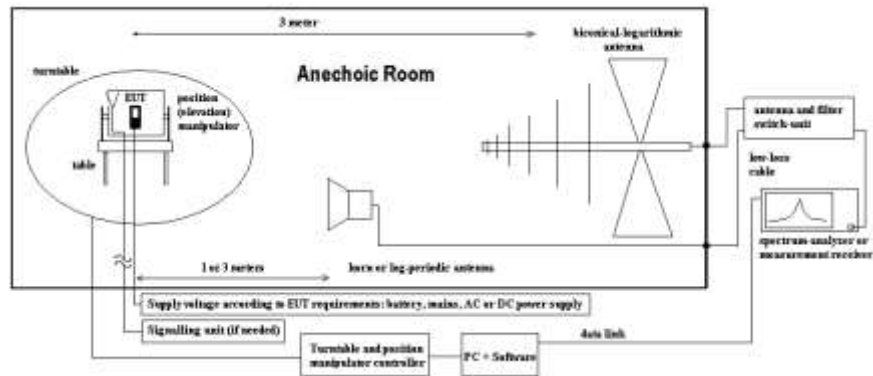 3 meter
biconical-logarithmic
antenna
turntable
Anechoic Room
EUT
position
(elevation)
manipulator
antenna and filter
switch-unit
table
low-loss
cable
spectrum-analyzer or
measurement receiver
1 or 3 meters
horn or log-periodic antenna
Supply voltage according to EUT requirements: battery, mains, AC or DC power supply
Signalling unit (if needed)
data link
Turntable and position
manipulator controller
PC + Software